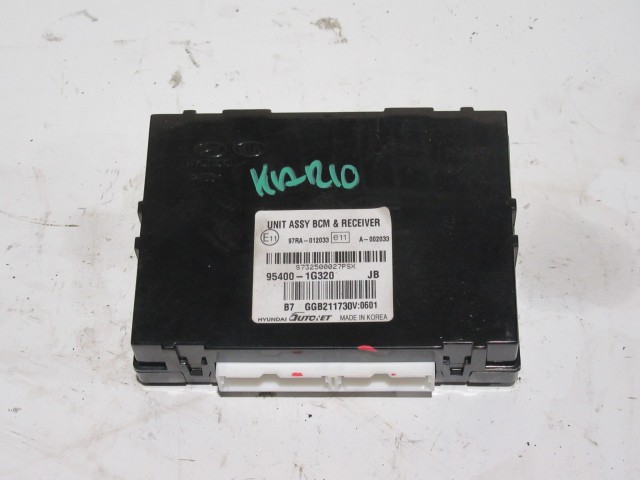 KIA RIO
UNIT ASSY BCM & RECEIVER
E11 97RA-012033 e11 A-002033
S732500027PSX
95400-1G320 JB
B7 GGB211730V:0601
HYUNDAI AUTONET MADE IN KOREA